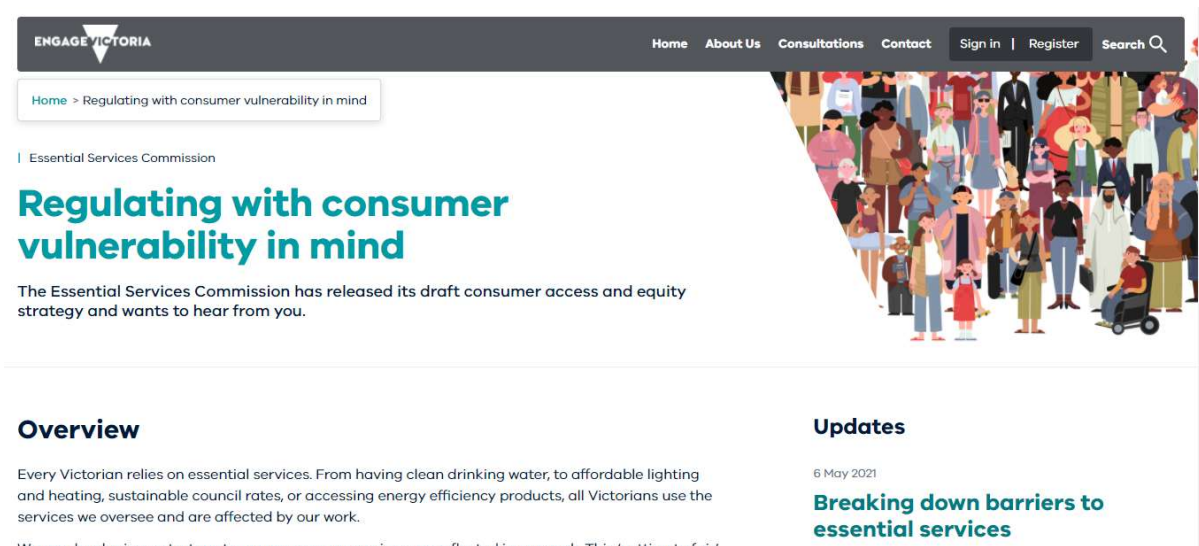 ENGAGE VICTORIA
Home About Us Consultations Contact Sign in | Register Search
Home > Regulating with consumer vulnerability in mind
| Essential Services Commission
Regulating with consumer
vulnerability in mind
The Essential Services Commission has released its draft consumer access and equity
strategy and wants to hear from you.
Overview
Every Victorian relies on essential services. From having clean drinking water, to affordable lighting
and heating, sustainable council rates, or accessing energy efficiency products, all Victorians use the
services we oversee and are affected by our work.
Updates
6 May 2021
Breaking down barriers to
essential services